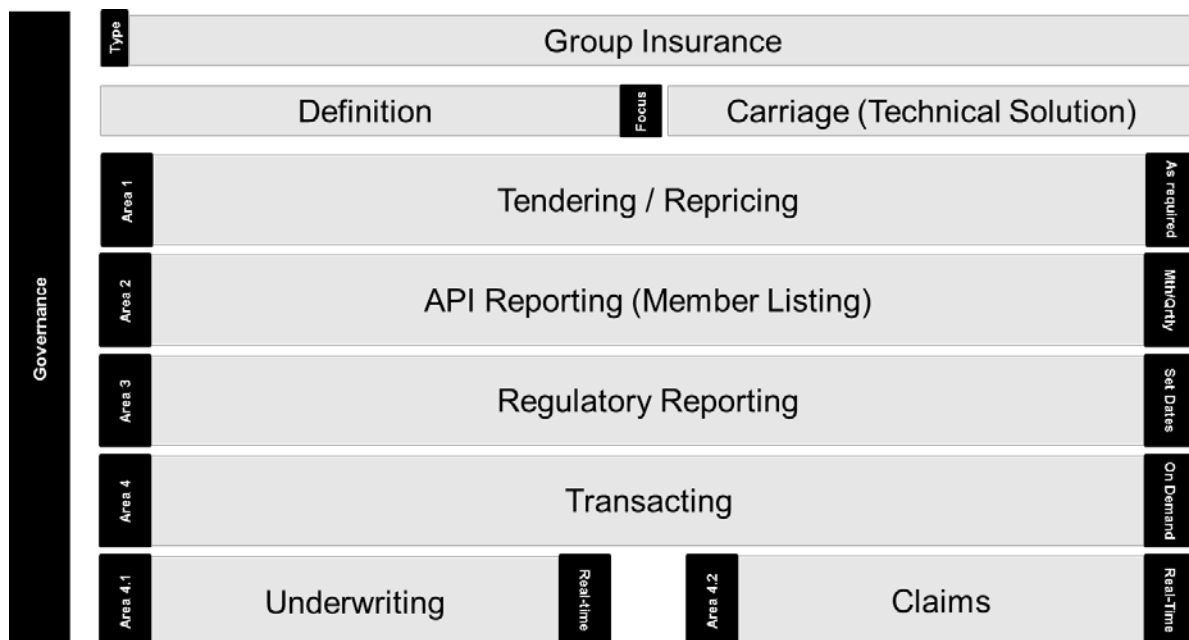 Governance
Type
Group Insurance
Definition
Focus
Carriage (Technical Solution)
Area 1
Tendering / Repricing
As required
Area 2
API Reporting (Member Listing)
Mth/Qrtly
Area 3
Regulatory Reporting
Set Dates
Area 4
Transacting
On Demand
Area 4.1
Underwriting
Real-time
Area 4.2
Claims
Real-Time